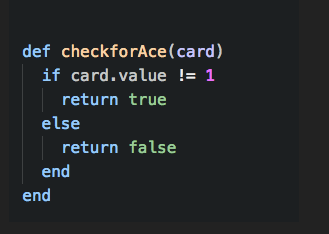 def checkforAce(card)
  if card.value != 1
    return true
  else
    return false
  end
end